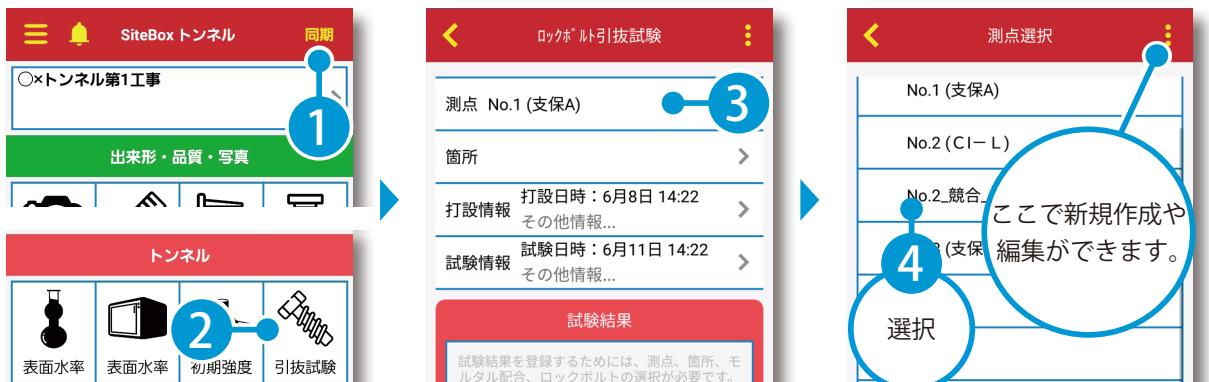 SiteBox トンネル
同期
○×トンネル第1工事
1
出来形・品質・写真
トンネル
2
表面水率
表面水率
初期強度
引抜試験
ﾛｯｸﾎﾞﾙﾄ引抜試験
測点 No.1 (支保A)
3
箇所
打設情報
打設日時：6月8日 14:22
その他情報...
試験情報
試験日時：6月11日 14:22
その他情報...
試験結果
試験結果を登録するためには、測点、箇所、モ
ルタル配合、ロックボルトの選択が必要です。
測点選択
No.1 (支保A)
No.2 (CI－L)
No.2_競合_
(支保
4
選択
ここで新規作成や
編集ができます。